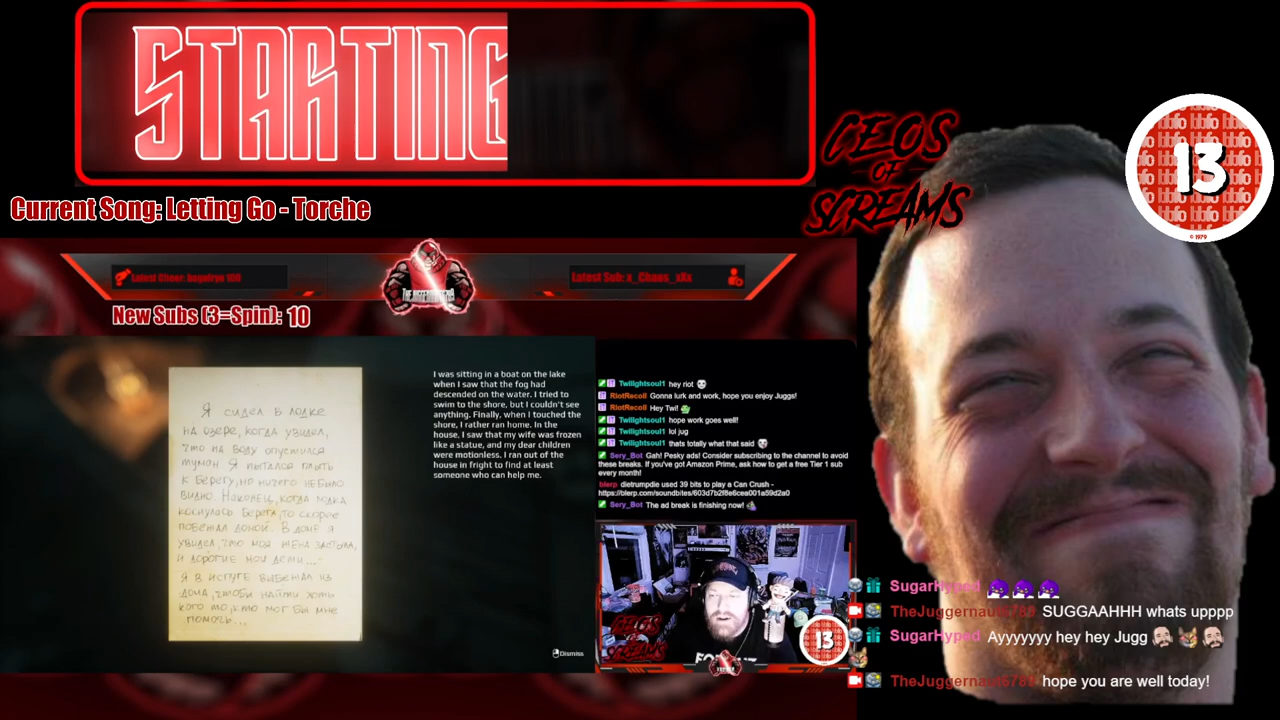 STARTING
CEOS
OF
SCREAMS
13
© 1979
Current Song: Letting Go - Torche
Latest Sub: x_Chaos_xXx
New Subs (3=Spin): 10
Я сидел в лодке
на озере, когда увидел,
что на воду опустился
туман. Я пытался плыть
к берегу, но ничего не было
видно. Наконец, когда лодка
коснулась берега, то скорее
побежал домой. В доме я
увидел, что моя жена застыла,
и дорогие мои дети...
Я в испуге выбежал из
дома, чтобы найти хоть
кого то, кто мог бы мне
помочь...
I was sitting in a boat on the lake
when I saw that the fog had
descended on the water. I tried to
swim to the shore, but I couldn't see
anything. Finally, when I touched the
shore, I rather ran home. In the
house, I saw that my wife was frozen
like a statue, and my dear children
were motionless. I ran out of the
house in fright to find at least
someone who can help me.
Dismiss
Twilightsoul1 hey riot
RiotRecoil Gonna lurk and work, hope you enjoy Juggs!
RiotRecoil Hey Twi!
Twilightsoul1 hope work goes well!
Twilightsoul1 lol jug
Twilightsoul1 thats totally what that said
Sery_Bot Gah! Pesky ads! Consider subscribing to the channel to avoid
these breaks. If you've got Amazon Prime, ask how to get a free Tier 1 sub
every month!
blerp dietrumpdie used 39 bits to play a Can Crush -
https://blerp.com/soundbites/603d7b2f8e6cea001a59d2a0
Sery_Bot The ad break is finishing now!
CEOS
OF
SCREAMS
13
SugarHyped
TheJuggernaut6789 SUGGAAHHH whats upppp
SugarHyped Ayyyyyyy hey hey Jugg
TheJuggernaut6789 hope you are well today!